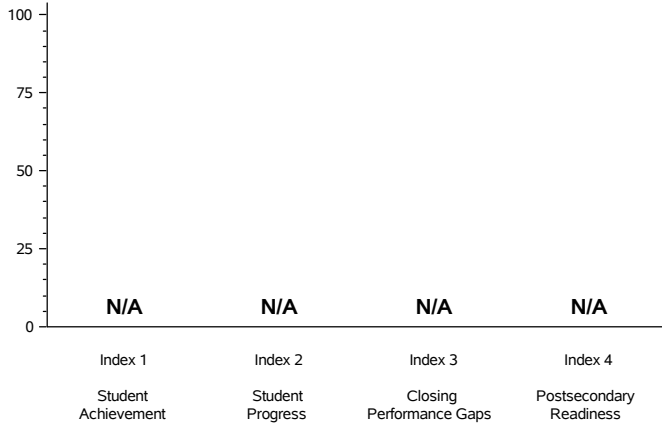 100
75
50
25
0
N/A N/A N/A N/A
Index 1 Index 2 Index 3 Index 4
Student Student Closing Postsecondary
Achievement Progress Performance Gaps Readiness